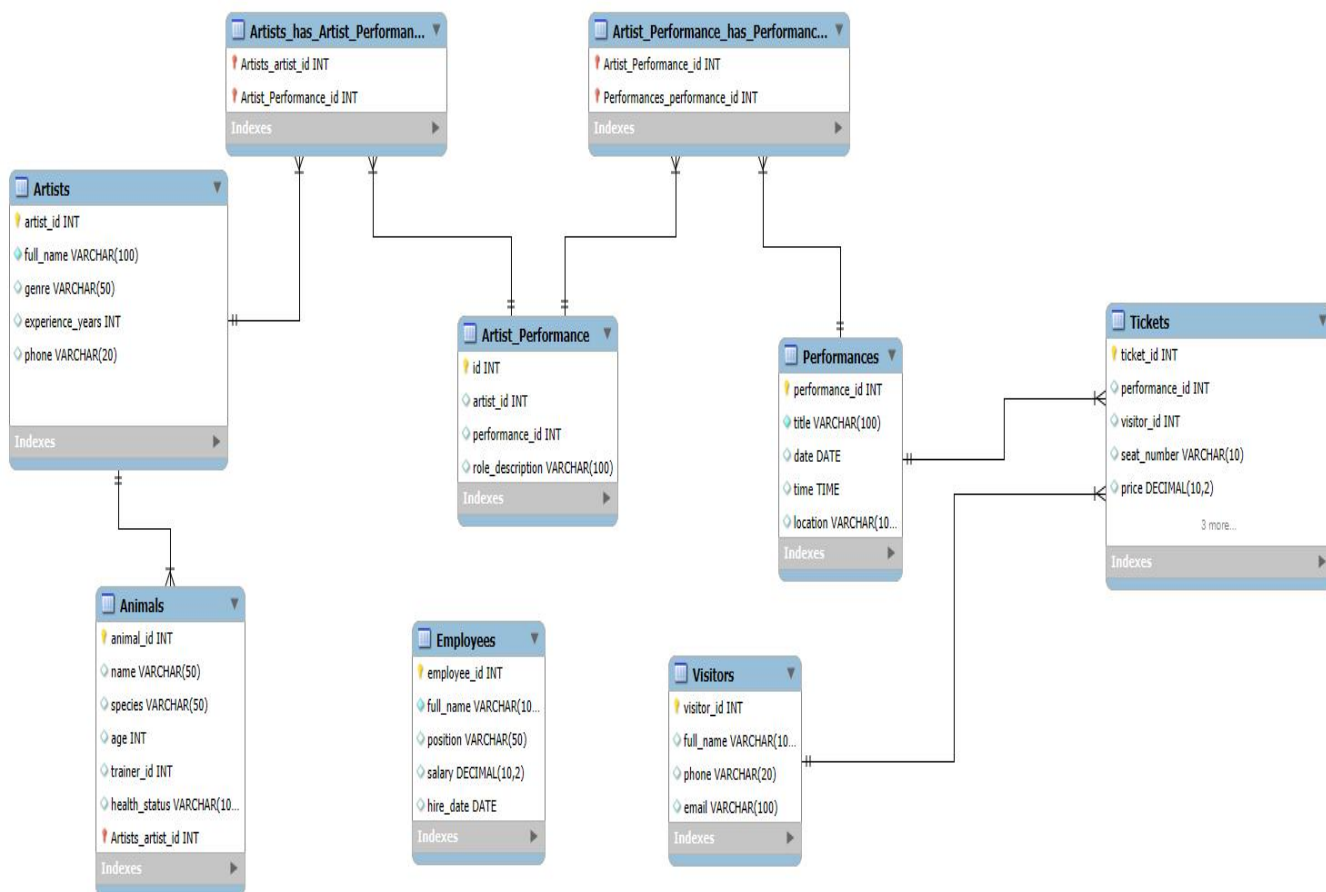 Artists_has_Artist_Performan...
Artists_artist_id INT
Artist_Performance_id INT
Indexes
Artist_Performance_has_Performanc...
Artist_Performance_id INT
Performances_performance_id INT
Indexes
Artists
artist_id INT
full_name VARCHAR(100)
genre VARCHAR(50)
experience_years INT
phone VARCHAR(20)
Indexes
Artist_Performance
id INT
artist_id INT
performance_id INT
role_description VARCHAR(100)
Indexes
Performances
performance_id INT
title VARCHAR(100)
date DATE
time TIME
location VARCHAR(10...
Indexes
Tickets
ticket_id INT
performance_id INT
visitor_id INT
seat_number VARCHAR(10)
price DECIMAL(10,2)
3 more...
Indexes
Animals
animal_id INT
name VARCHAR(50)
species VARCHAR(50)
age INT
trainer_id INT
health_status VARCHAR(10...
Artists_artist_id INT
Indexes
Employees
employee_id INT
full_name VARCHAR(10...
position VARCHAR(50)
salary DECIMAL(10,2)
hire_date DATE
Indexes
Visitors
visitor_id INT
full_name VARCHAR(10...
phone VARCHAR(20)
email VARCHAR(100)
Indexes